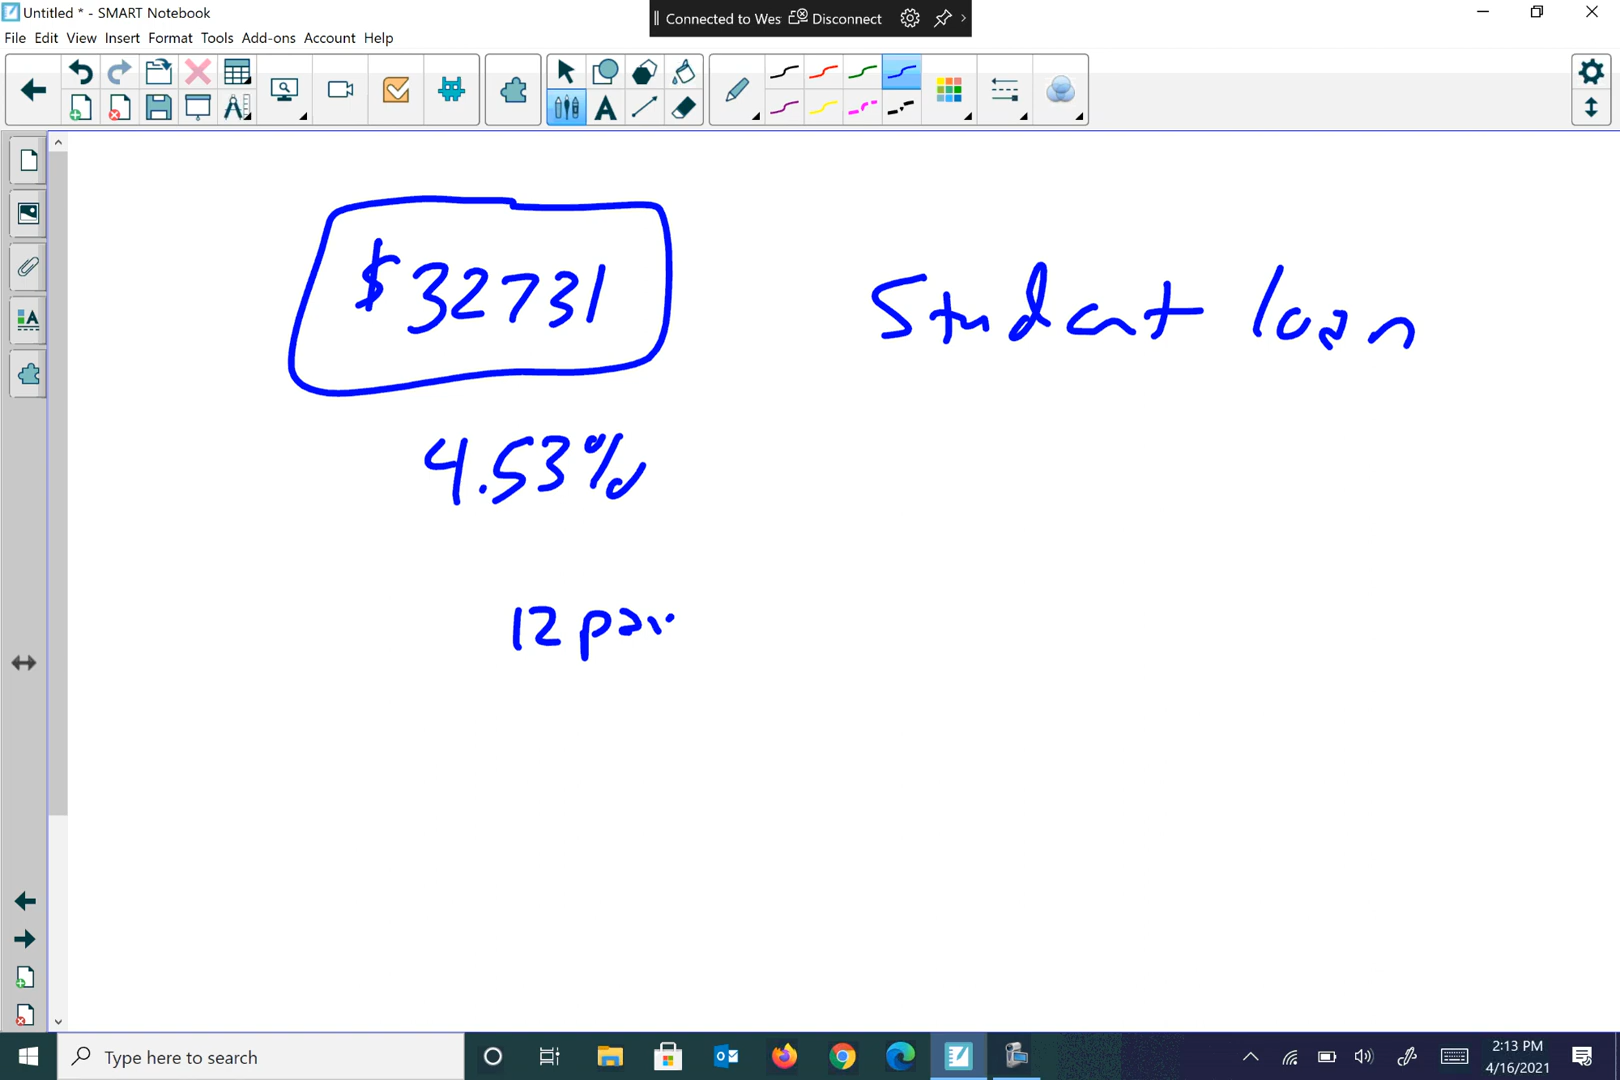 Untitled * - SMART Notebook
Connected to Wes Disconnect
File Edit View Insert Format Tools Add-ons Account Help
$32731
Student loan
4.53%
12 pay
Type here to search
2:13 PM
4/16/2021